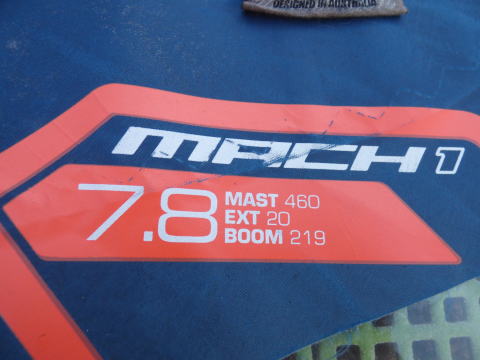 DESIGNED IN AUSTRALIA
MACH 1
7.8
MAST 460
EXT 20
BOOM 219